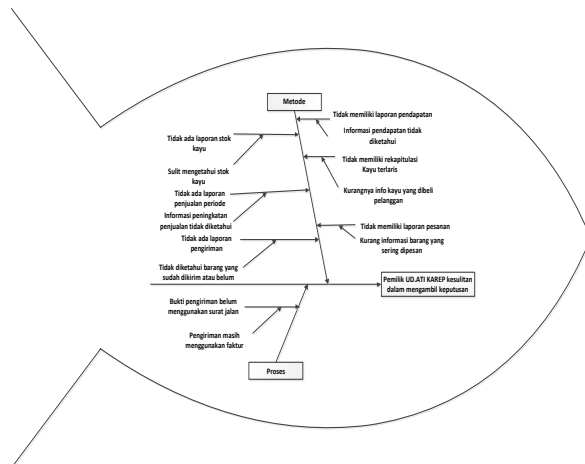 Metode
Tidak memiliki laporan pendapatan
Informasi pendapatan tidak
diketahui
Tidak ada laporan stok
kayu
Sulit mengetahui stok
kayu
Tidak memiliki rekapitulasi
Kayu terlaris
Kurangnya info kayu yang dibeli
pelanggan
Tidak ada laporan
penjualan periode
Informasi peningkatan
penjualan tidak diketahui
Tidak memiliki laporan pesanan
Kurang informasi barang yang
sering dipesan
Tidak ada laporan
pengiriman
Tidak diketahui barang yang
sudah dikirim atau belum
Pemilik UD.ATI KAREP kesulitan
dalam mengambil keputusan
Bukti pengiriman belum
menggunakan surat jalan
Pengiriman masih
menggunakan faktur
Proses